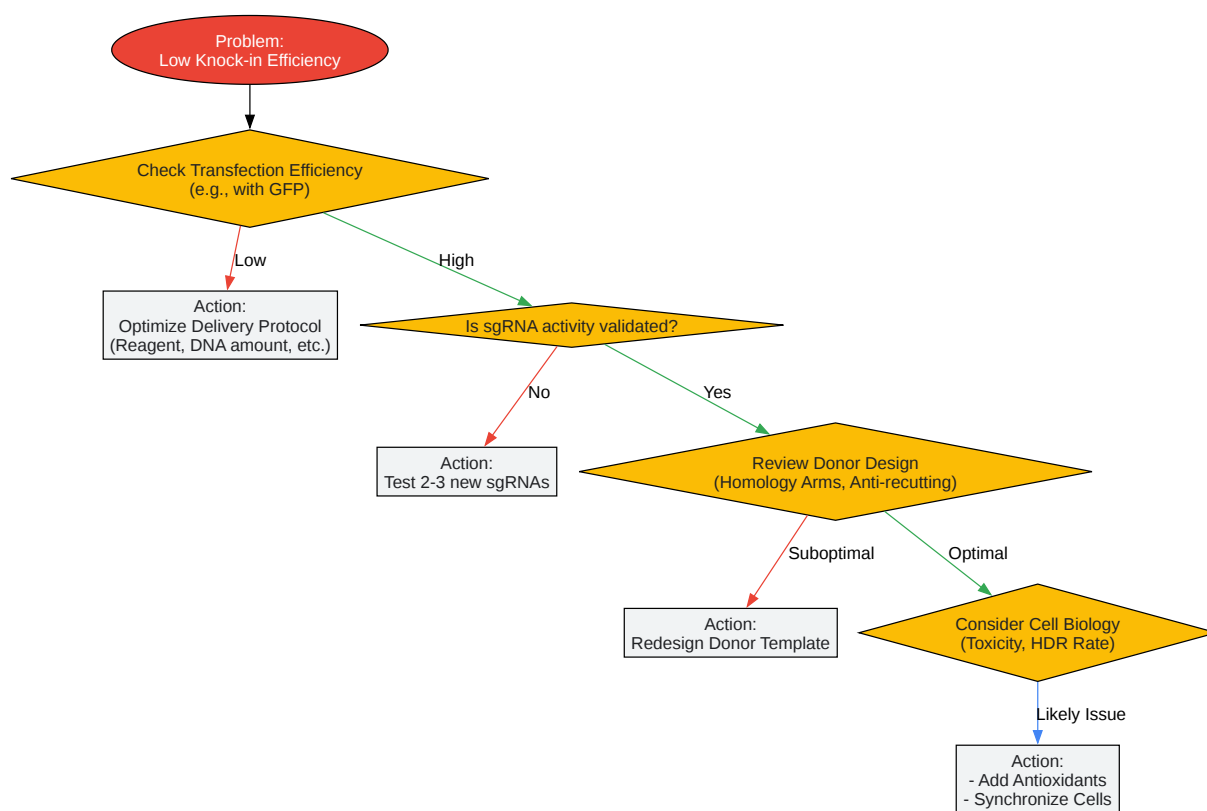 Problem:
Low Knock-in Efficiency
Check Transfection Efficiency
(e.g., with GFP)
Low
High
Action:
Optimize Delivery Protocol
(Reagent, DNA amount, etc.)
Is sgRNA activity validated?
No
Yes
Action:
Test 2-3 new sgRNAs
Review Donor Design
(Homology Arms, Anti-recutting)
Suboptimal
Optimal
Action:
Redesign Donor Template
Consider Cell Biology
(Toxicity, HDR Rate)
Likely Issue
Action:
- Add Antioxidants
- Synchronize Cells